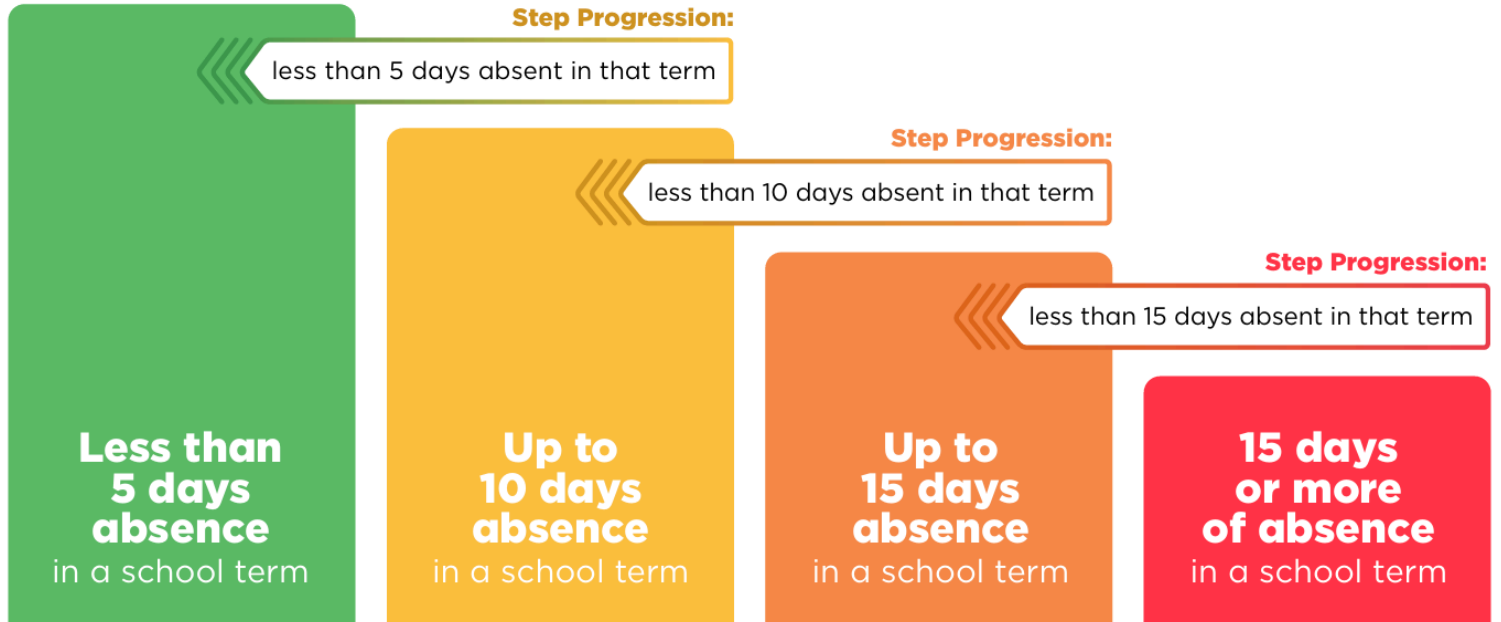 Step Progression:
less than 5 days absent in that term
Step Progression:
less than 10 days absent in that term
Step Progression:
less than 15 days absent in that term
Less than
5 days
absence
in a school term
Up to
10 days
absence
in a school term
Up to
15 days
absence
in a school term
15 days
or more
of absence
in a school term